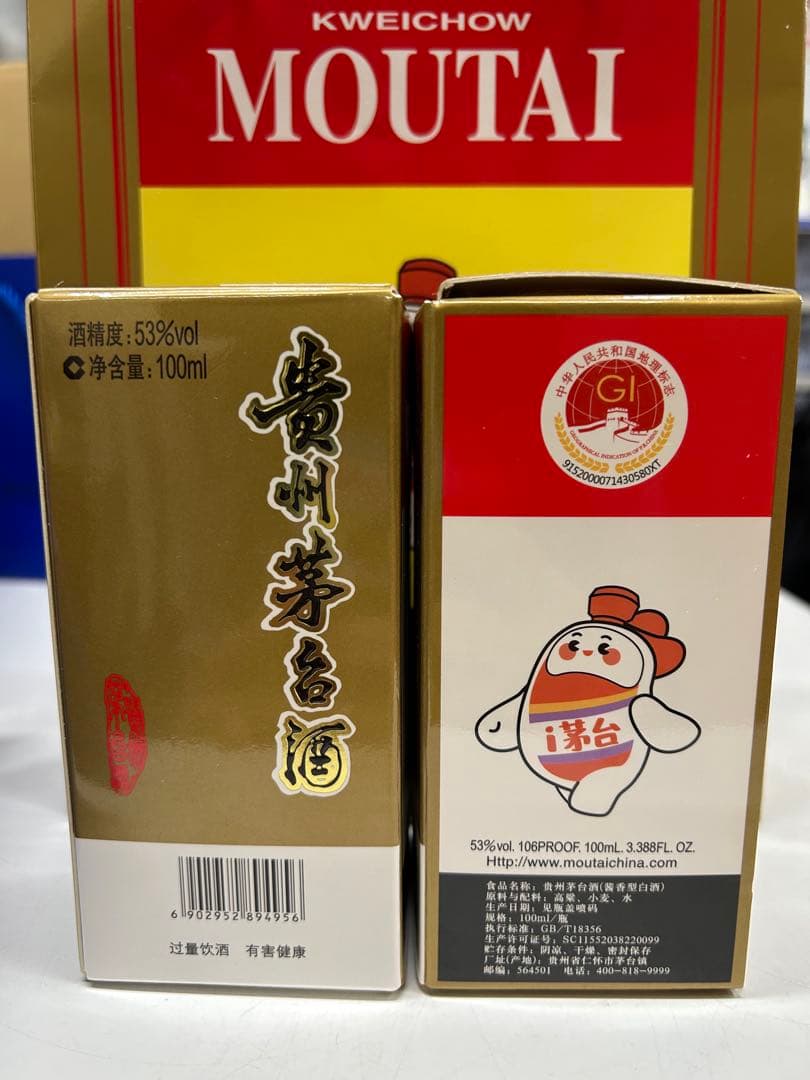 KWEICHOW
MOUTAI
酒精度:53%vol
净含量:100ml
贵州茅台酒
6 902952 894956
过量饮酒 有害健康
中华人民共和国地理标志
GI
GEOGRAPHICAL INDICATION OF P.R.CHINA
9152000071430580XT
i茅台
53%vol. 106PROOF. 100mL. 3.388FL. OZ.
Http://www.moutaichina.com
食品名称: 贵州茅台酒(酱香型白酒)
原料与配料: 高粱、小麦、水
生产日期: 见瓶盖喷码
规格: 100ml/瓶
执行标准: GB/T18356
生产许可证号: SC11552038220099
贮存条件: 阴凉、干燥、密封保存
厂址(产地): 贵州省仁怀市茅台镇
邮编: 564501 电话: 400-818-9999